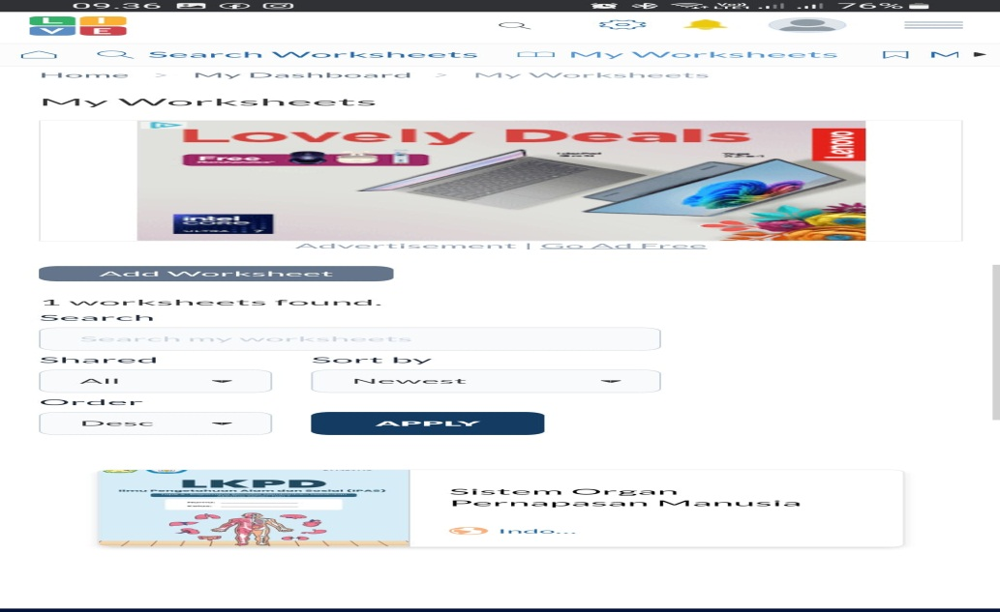 09.36 76%
L I
V E
Search Worksheets My Worksheets M
Home > My Dashboard > My Worksheets
My Worksheets
Lovely Deals
Free
Lenovo
intel
CORE
ULTRA 7
Advertisement | Go Ad Free
Add Worksheet
1 worksheets found.
Search
Search my worksheets
Shared Sort by
All Newest
Order
Desc APPLY
LKPD
Ilmu Pengetahuan Alam dan Sosial (IPAS)
Sistem Organ
Pernapasan Manusia
Indo...